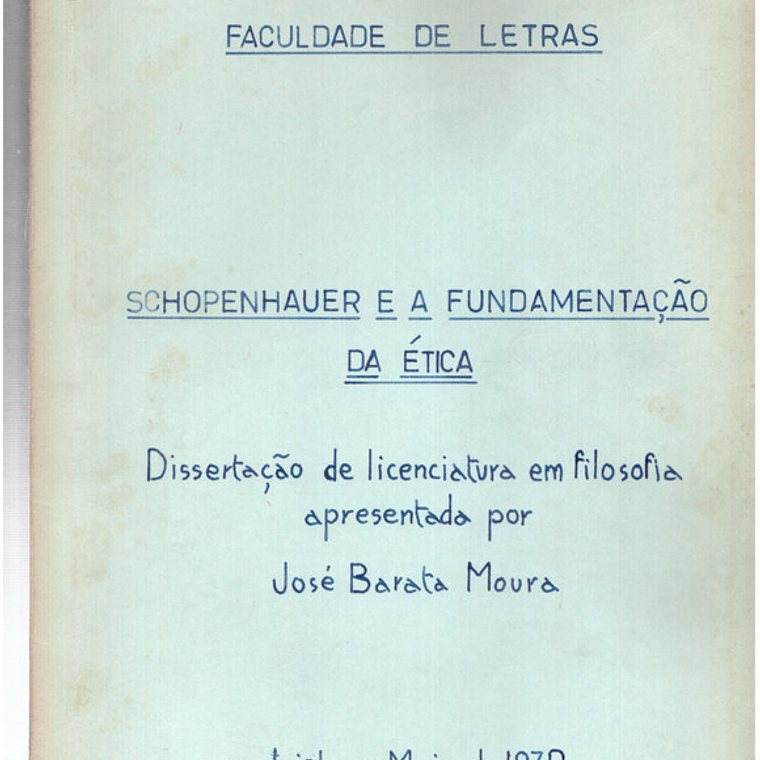 FACULDADE DE LETRAS
SCHOPENHAUER E A FUNDAMENTAÇÃO
DA ÉTICA
Dissertação de licenciatura em filosofia
apresentada por
José Barata Moura